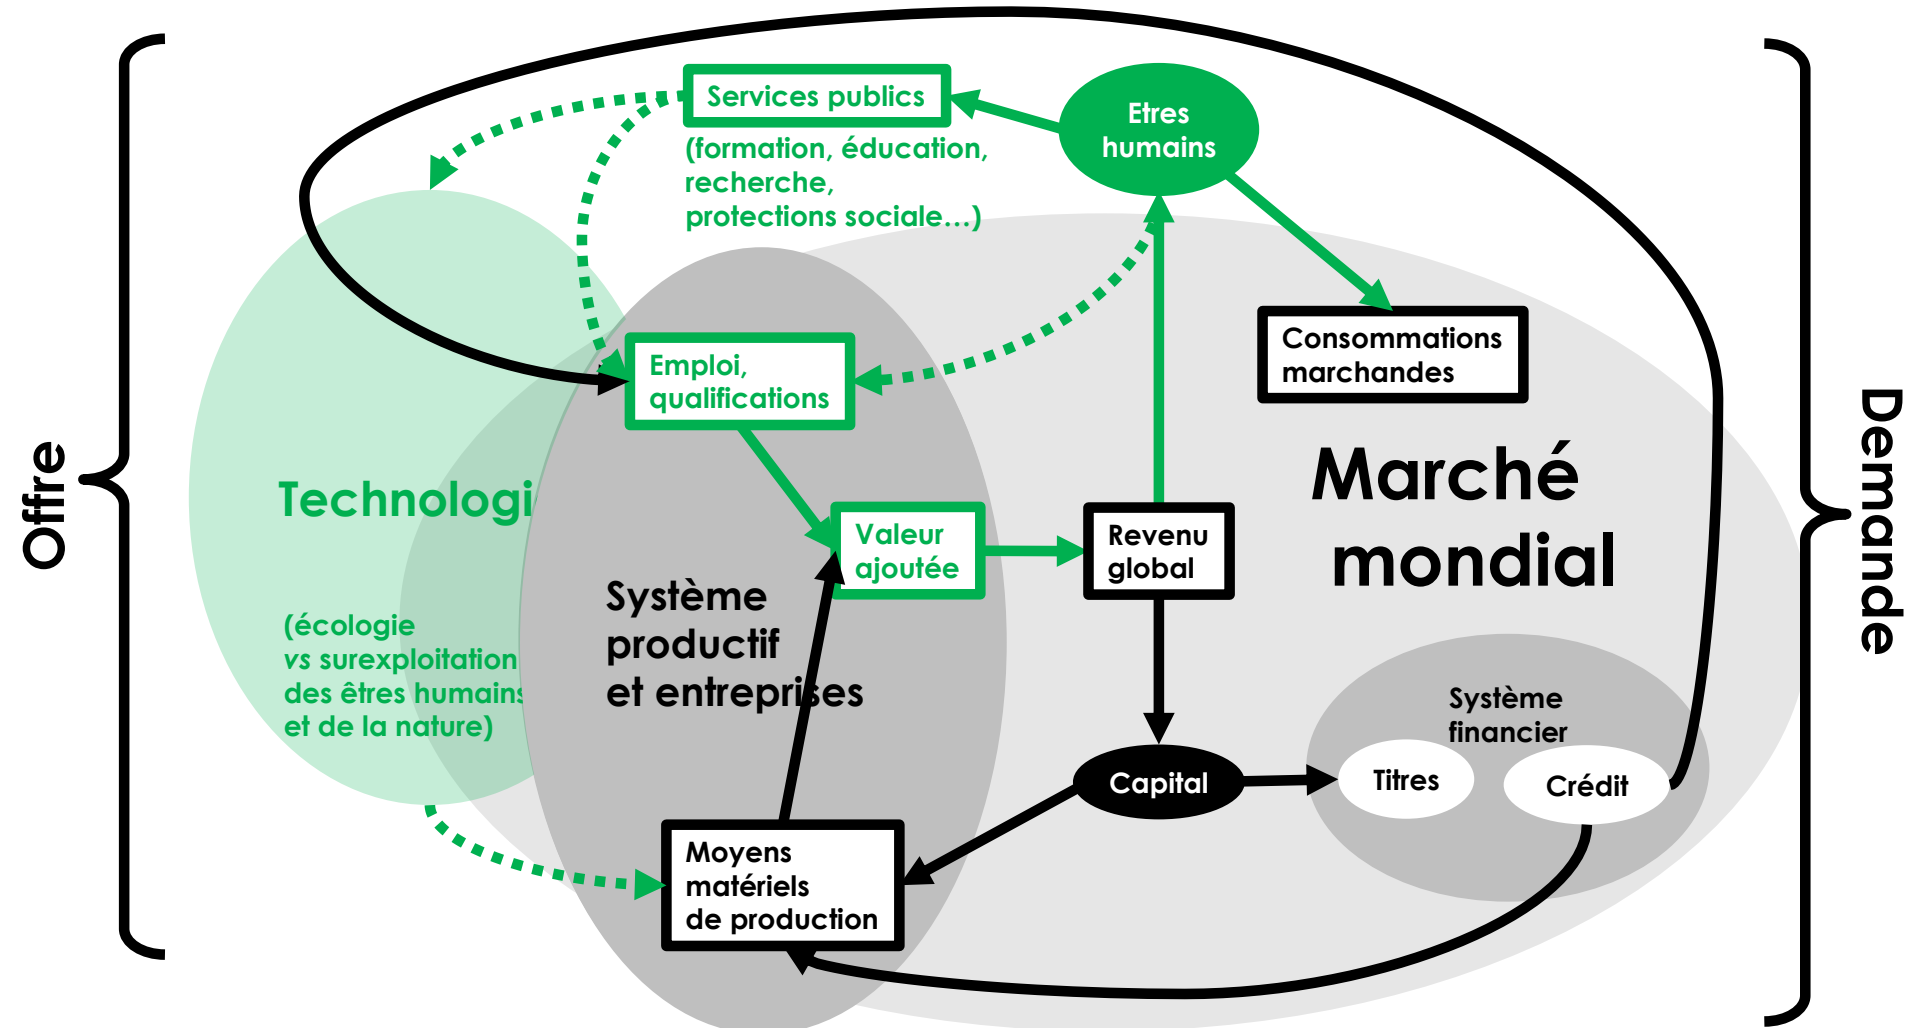 Offre
Services publics
(formation, éducation,
recherche,
protections sociale…)
Etres
humains
Emploi,
qualifications
Consommations
marchandes
Technologi
(écologie
vs surexploitation
des êtres humains
et de la nature)
Système
productif
et entreprises
Valeur
ajoutée
Revenu
global
Marché
mondial
Capital
Système
financier
Titres
Crédit
Moyens
matériels
de production
Demande